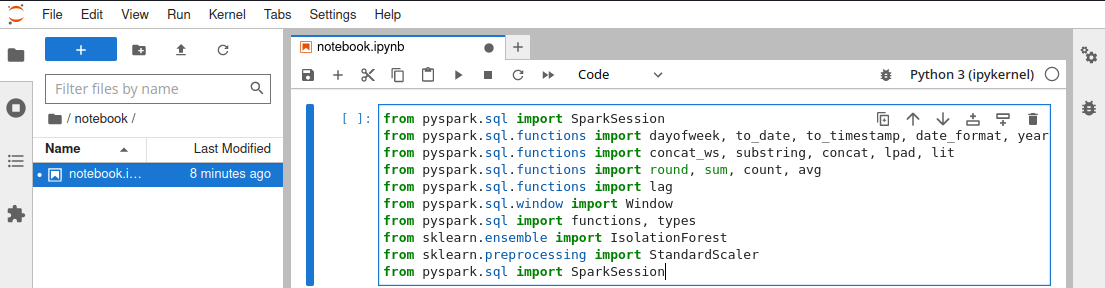 File Edit View Run Kernel Tabs Settings Help
+
Filter files by name
/ notebook /
Name Last Modified
notebook.i... 8 minutes ago
notebook.ipynb
Code
Python 3 (ipykernel)
[ ]:
from pyspark.sql import SparkSession
from pyspark.sql.functions import dayofweek, to_date, to_timestamp, date_format, year
from pyspark.sql.functions import concat_ws, substring, concat, lpad, lit
from pyspark.sql.functions import round, sum, count, avg
from pyspark.sql.functions import lag
from pyspark.sql.window import Window
from pyspark.sql import functions, types
from sklearn.ensemble import IsolationForest
from sklearn.preprocessing import StandardScaler
from pyspark.sql import SparkSession